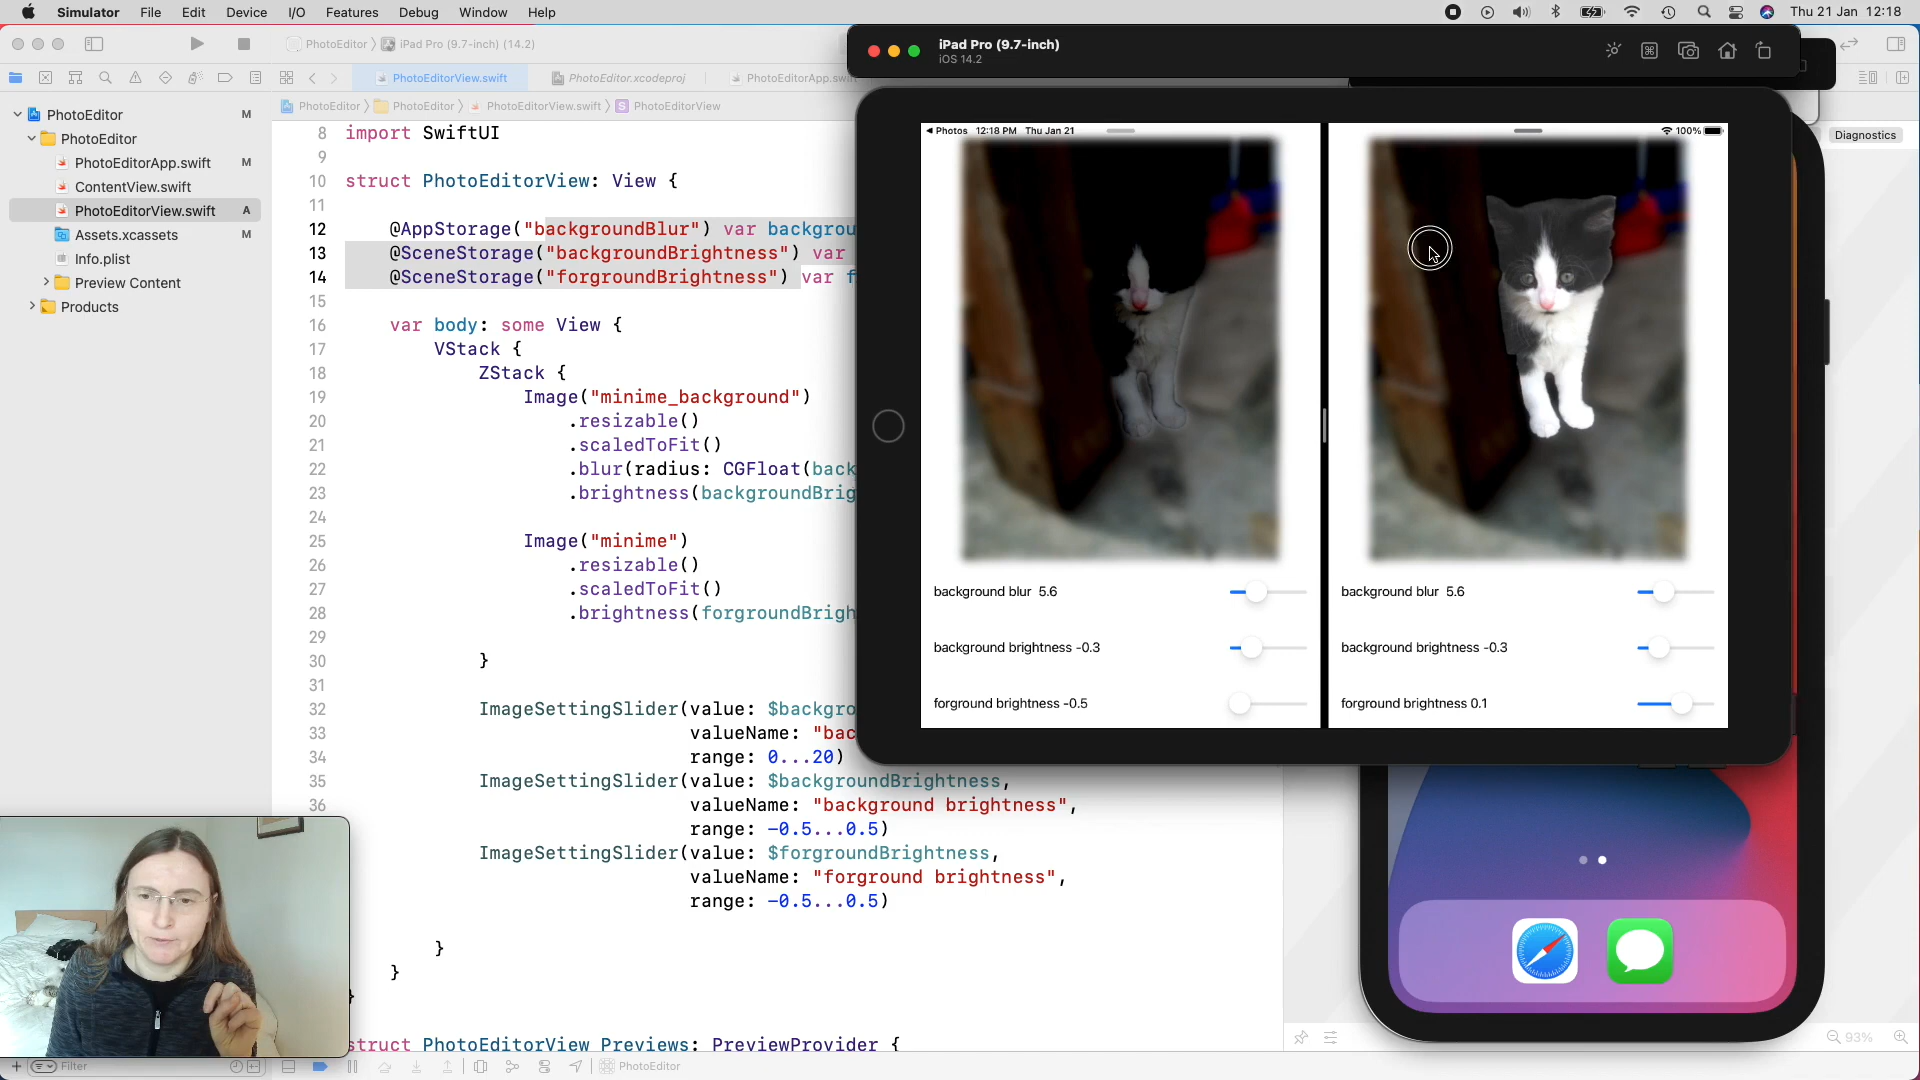 Simulator File Edit Device I/O Features Debug Window Help Thu 21 Jan 12:18
PhotoEditor iPad Pro (9.7-inch) (14.2)
PhotoEditorView.swift PhotoEditor.xcodeproj PhotoEditorApp.swift
PhotoEditor PhotoEditor PhotoEditorView.swift S PhotoEditorView
PhotoEditor M
PhotoEditor
PhotoEditorApp.swift M
ContentView.swift
PhotoEditorView.swift A
Assets.xcassets M
Info.plist
Preview Content
Products
8 import SwiftUI
9
10 struct PhotoEditorView: View {
11
12 @AppStorage("backgroundBlur") var backgrou
13 @SceneStorage("backgroundBrightness") var
14 @SceneStorage("forgroundBrightness") var f
15
16 var body: some View {
17 VStack {
18 ZStack {
19 Image("minime_background")
20 .resizable()
21 .scaledToFit()
22 .blur(radius: CGFloat(back
23 .brightness(backgroundBrig
24
25 Image("minime")
26 .resizable()
27 .scaledToFit()
28 .brightness(forgroundBrigh
29
30 }
31
32 ImageSettingSlider(value: $backgro
33 valueName: "bac
34 range: 0...20)
35 ImageSettingSlider(value: $backgroundBrightness,
36 valueName: "background brightness",
range: -0.5...0.5)
ImageSettingSlider(value: $forgroundBrightness,
valueName: "forground brightness",
range: -0.5...0.5)
}
}
}
struct PhotoEditorView_Previews: PreviewProvider {
Filter
PhotoEditor
iPad Pro (9.7-inch)
iOS 14.2
Diagnostics
Photos 12:18 PM Thu Jan 21
100%
background blur 5.6
background brightness -0.3
forground brightness -0.5
background blur 5.6
background brightness -0.3
forground brightness 0.1
93%